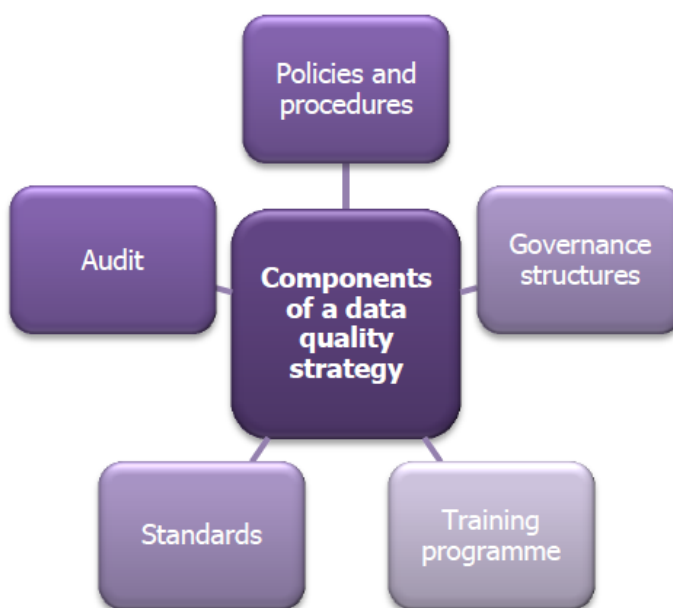 Policies and
procedures
Audit
Governance
structures
Components
of a data
quality
strategy
Standards
Training
programme